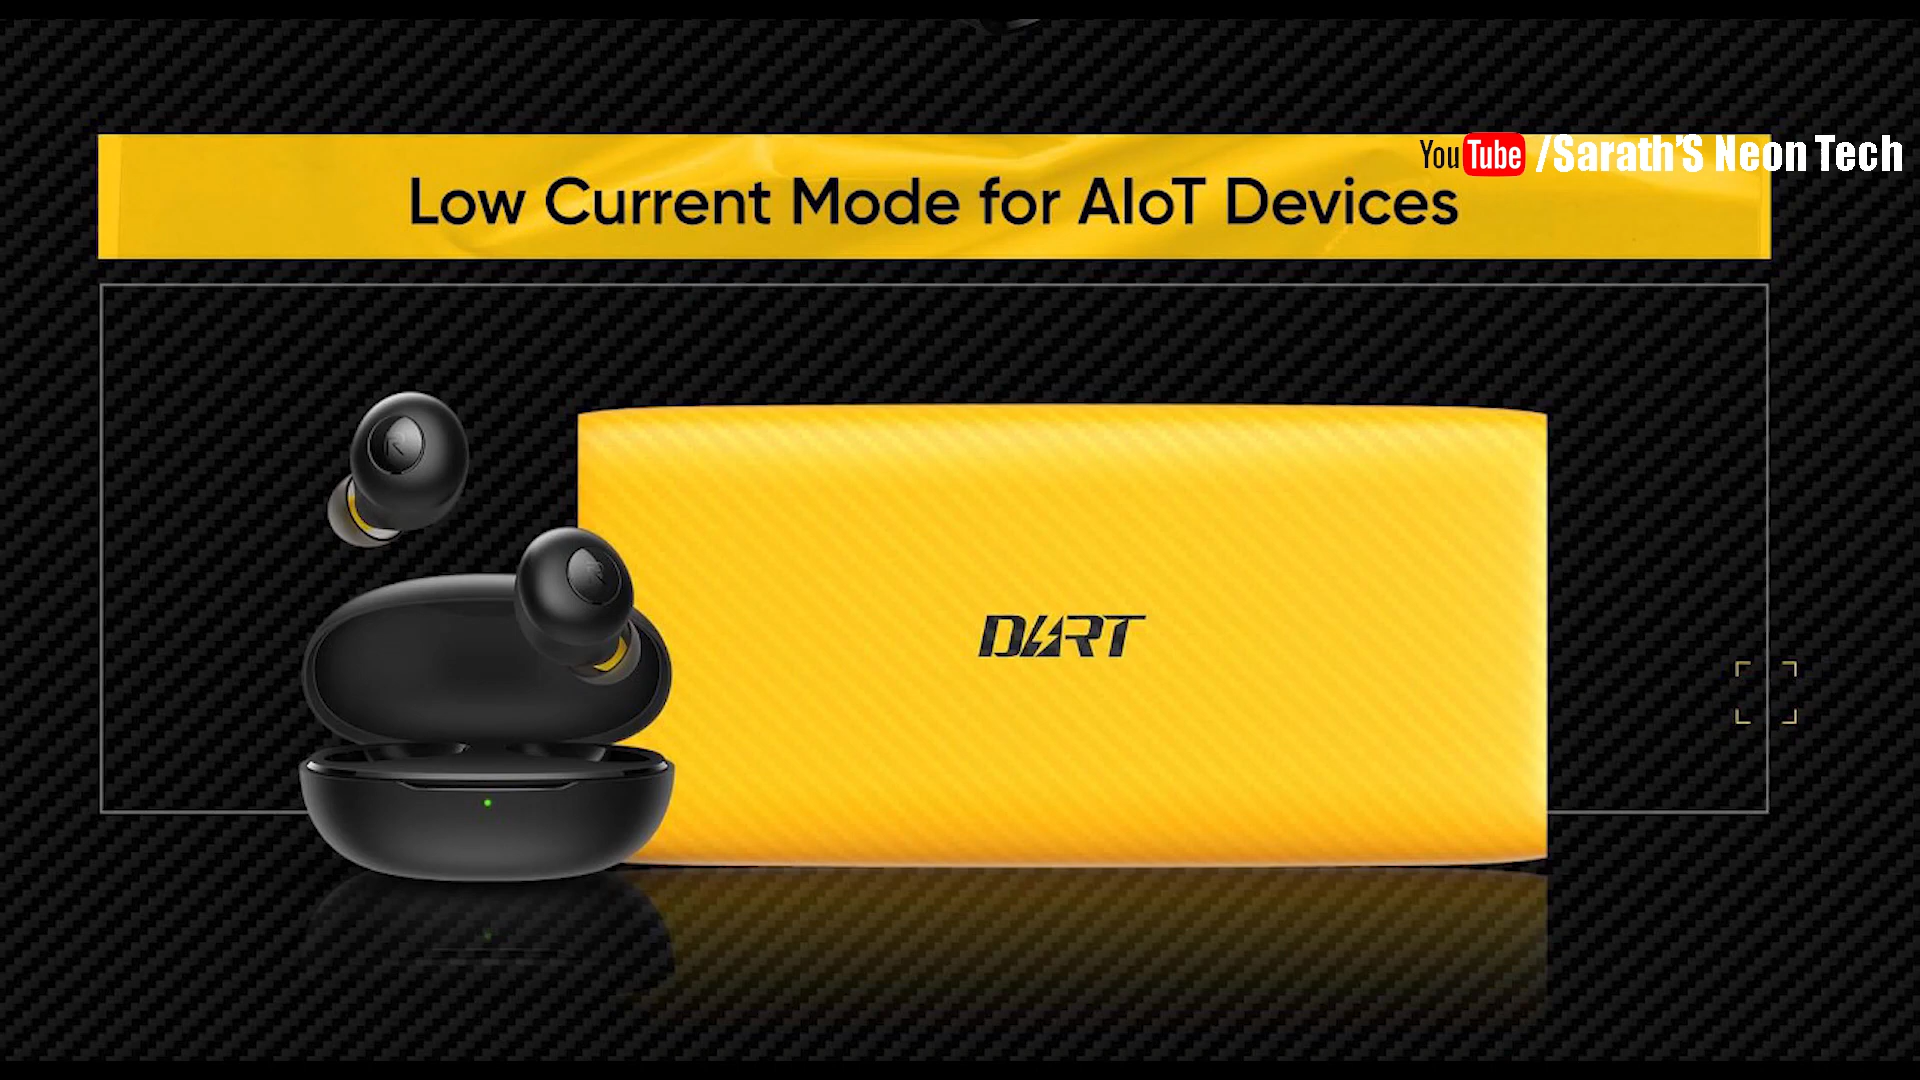 YouTube /Sarath'S Neon Tech
Low Current Mode for AIoT Devices
R
R
DART